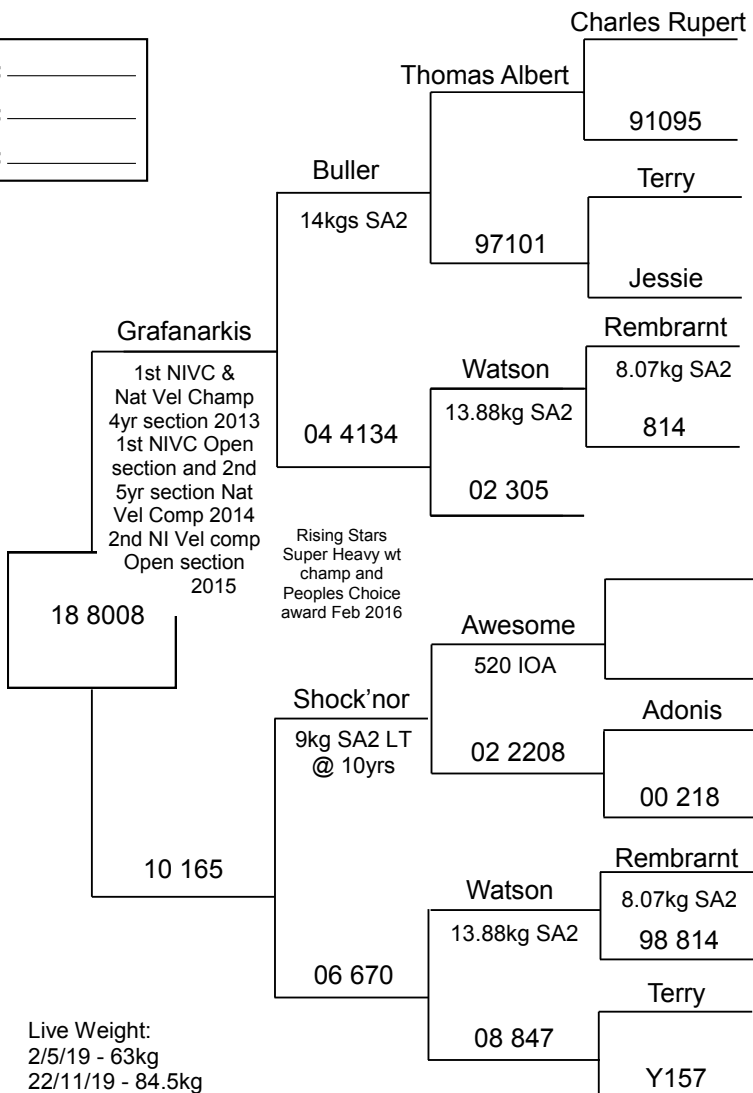 Charles Rupert
Thomas Albert
91095
Buller
Terry
14kgs SA2
97101
Jessie
Grafanarkis
Rembrarnt
1st NIVC &
Nat Vel Champ
4yr section 2013
1st NIVC Open
section and 2nd
5yr section Nat
Vel Comp 2014
2nd NI Vel comp
Open section
2015
Watson
8.07kg SA2
13.88kg SA2
04 4134
814
02 305
Rising Stars
Super Heavy wt
champ and
Peoples Choice
award Feb 2016
18 8008
Awesome
520 IOA
Shock'nor
Adonis
9kg SA2 LT
@ 10yrs
02 2208
00 218
10 165
Rembrarnt
Watson
8.07kg SA2
13.88kg SA2
98 814
06 670
Terry
08 847
Y157
Live Weight:
2/5/19 - 63kg
22/11/19 - 84.5kg